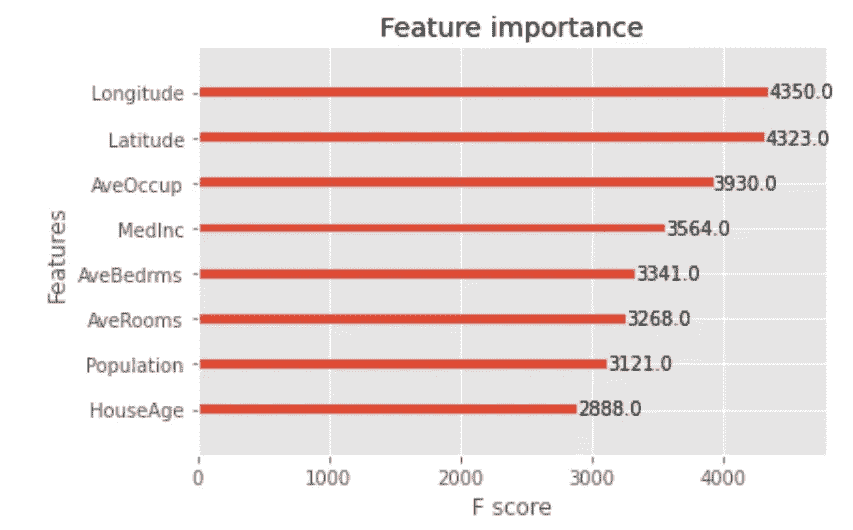 Feature importance
Longitude 4350.0
Latitude 4323.0
AveOccup 3930.0
MedInc 3564.0
AveBedrms 3341.0
AveRooms 3268.0
Population 3121.0
HouseAge 2888.0
Features
0 1000 2000 3000 4000
F score